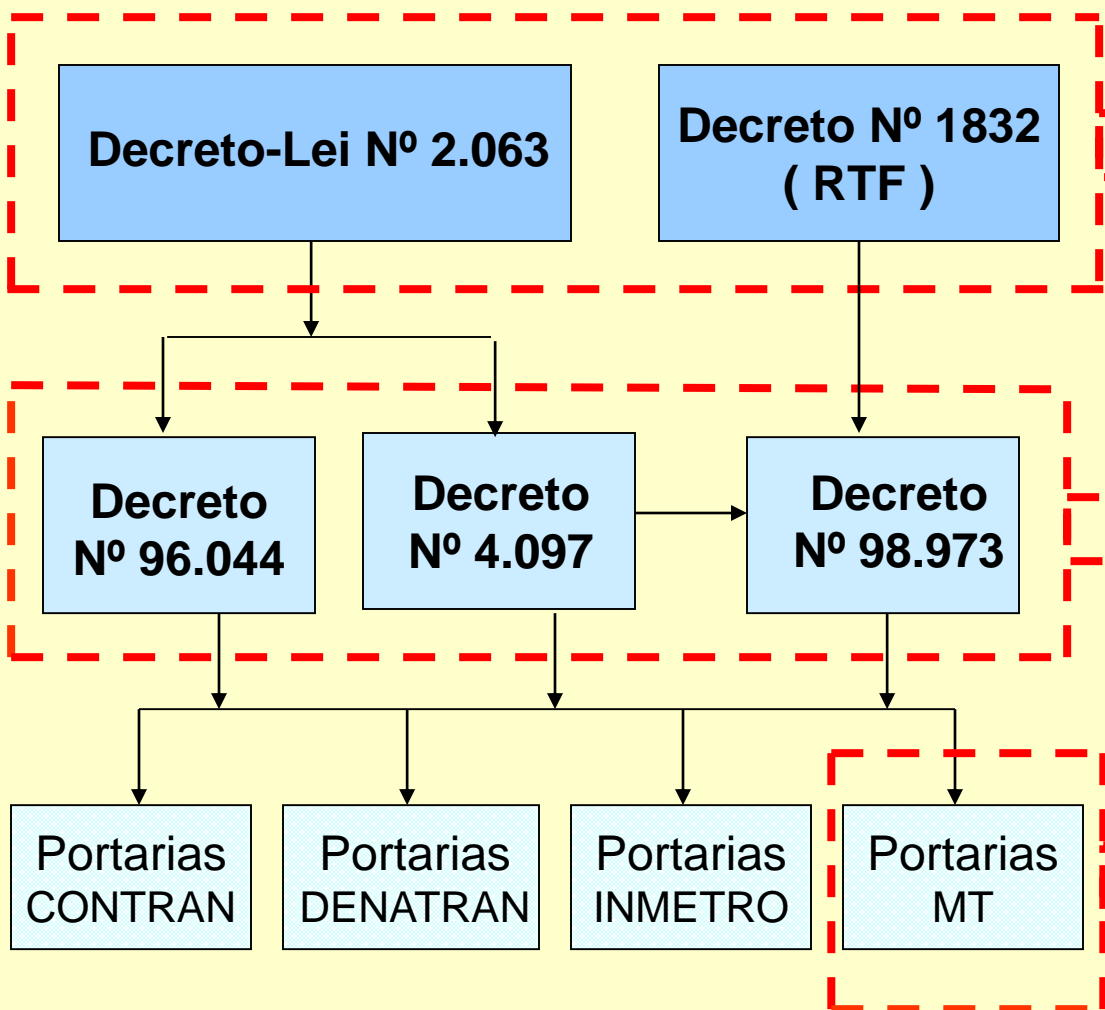 Decreto-Lei Nº 2.063
Decreto Nº 1832
( RTF )
Decreto
Nº 96.044
Decreto
Nº 4.097
Decreto
Nº 98.973
Portarias
CONTRAN
Portarias
DENATRAN
Portarias
INMETRO
Portarias
MT